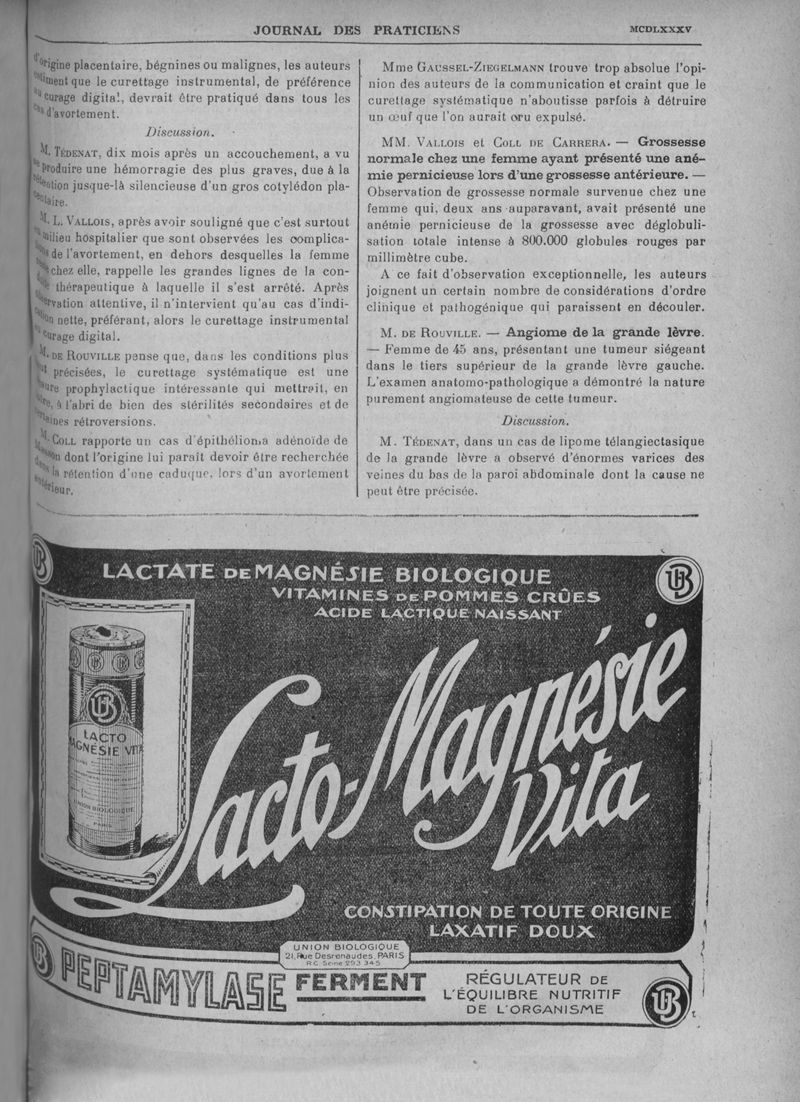 JOURNAL DES PRATICIENS
MCDLXXXV
d'origine placentaire, bégnines ou malignes, les auteurs
estiment que le curettage instrumental, de préférence
au curage digital, devrait être pratiqué dans tous les
cas d'avortement.
Discussion.
M. TÉDENAT, dix mois après un accouchement, a vu
se produire une hémorragie des plus graves, due à la
rétention jusque-là silencieuse d'un gros cotylédon pla-
centaire.
M. L. VALLOIS, après avoir souligné que c'est surtout
milieu hospitalier que sont observées les complica-
tions de l'avortement, en dehors desquelles la femme
chez elle, rappelle les grandes lignes de la con-
thérapeutique à laquelle il s'est arrêté. Après
observation attentive, il n'intervient qu'au cas d'indi-
cation nette, préférant, alors le curettage instrumental
au curage digital.
M. DE ROUVILLE pense que, dans les conditions plus
haut précisées, le curettage systématique est une
mesure prophylactique intéressante qui mettrait, en
outre, à l'abri de bien des stérilités secondaires et de
certaines rétroversions.
M. COLL rapporte un cas d'épithélioma adénoïde de
dont l'origine lui paraît devoir être recherchée
dans la rétention d'une caduque, lors d'un avortement
antérieur.
Mme GAUSSEL-ZIEGELMANN trouve trop absolue l'opi-
nion des auteurs de la communication et craint que le
curettage systématique n'aboutisse parfois à détruire
un œuf que l'on aurait cru expulsé.
MM. VALLOIS et COLL DE CARRERA. — Grossesse
normale chez une femme ayant présenté une ané-
mie pernicieuse lors d'une grossesse antérieure. —
Observation de grossesse normale survenue chez une
femme qui, deux ans auparavant, avait présenté une
anémie pernicieuse de la grossesse avec déglobuli-
sation totale intense à 800.000 globules rouges par
millimètre cube.
A ce fait d'observation exceptionnelle, les auteurs
joignent un certain nombre de considérations d'ordre
clinique et pathogénique qui paraissent en découler.
M. DE ROUVILLE. — Angiome de la grande lèvre.
— Femme de 45 ans, présentant une tumeur siégeant
dans le tiers supérieur de la grande lèvre gauche.
L'examen anatomo-pathologique a démontré la nature
purement angiomateuse de cette tumeur.
Discussion.
M. TÉDENAT, dans un cas de lipome télangiectasique
de la grande lèvre a observé d'énormes varices des
veines du bas de la paroi abdominale dont la cause ne
peut être précisée.
LACTATE DE MAGNÉSIE BIOLOGIQUE
VITAMINES DE POMMES CRÛES
ACIDE LACTIQUE NAISSANT
UB
LACTO
MAGNÉSIE VITA
UNION BIOLOGIQUE
PARIS
Lacto-Magnésie
Vita
CONSTIPATION DE TOUTE ORIGINE
LAXATIF DOUX
UNION BIOLOGIQUE
21, Rue Desrenaudes, PARIS
R.C. Seine 293 345
PEPTAMYLASE FERMENT
RÉGULATEUR DE
L'ÉQUILIBRE NUTRITIF
DE L'ORGANISME
UB